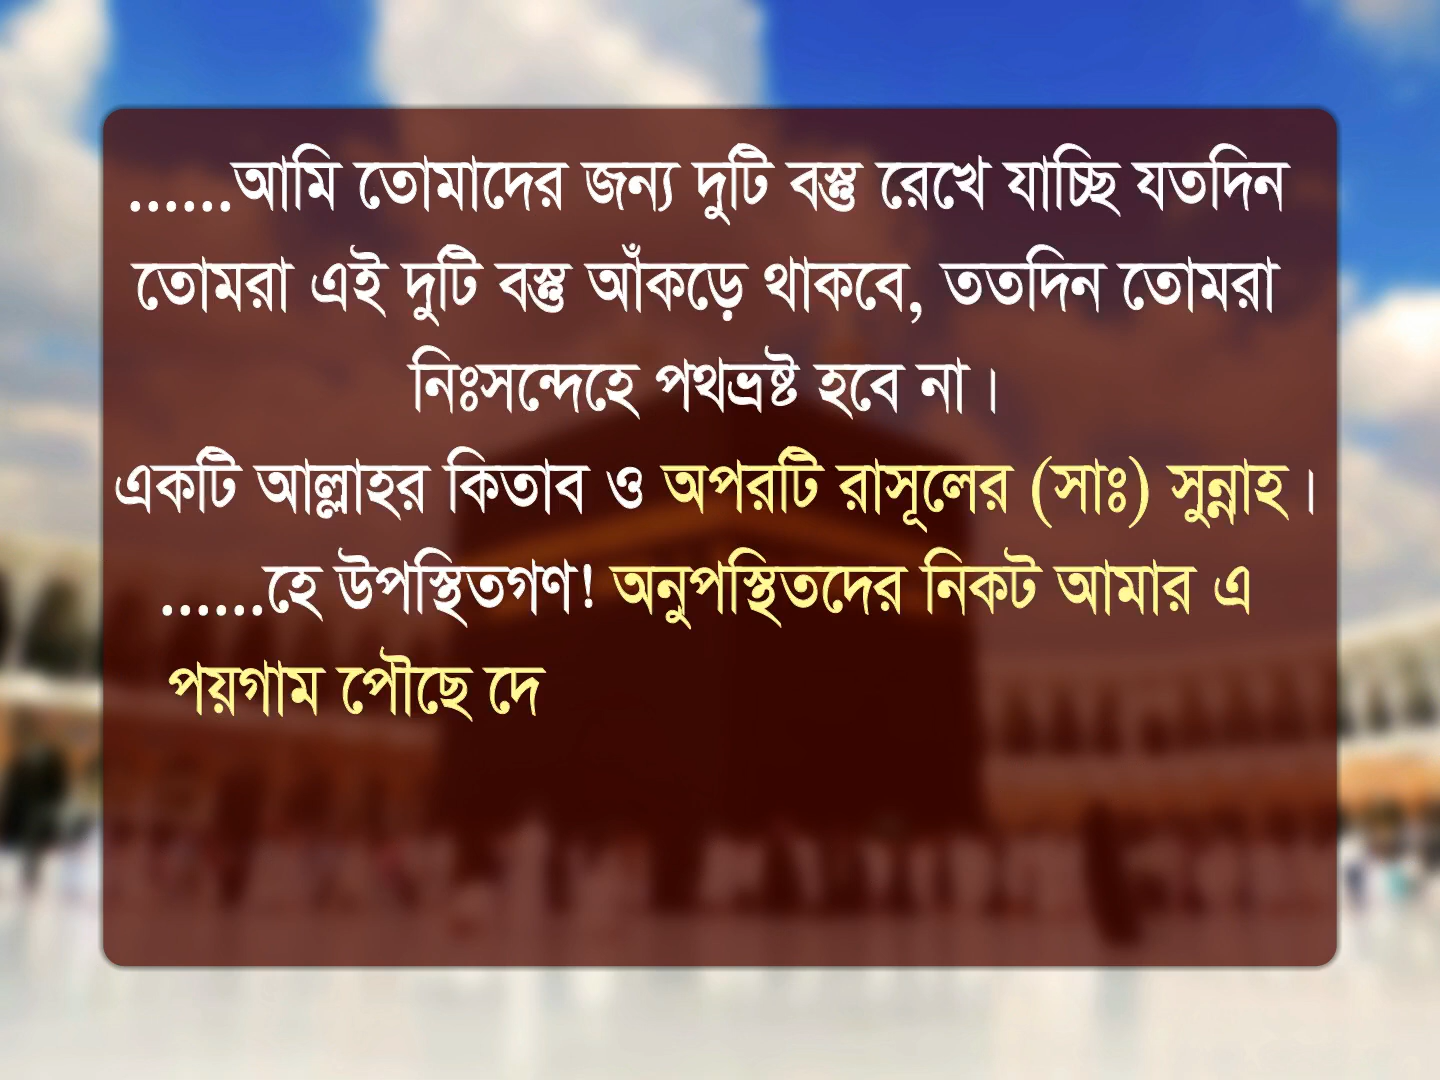 ......আমি তোমাদের জন্য দুটি বস্তু রেখে যাচ্ছি যতদিন
তোমরা এই দুটি বস্তু আঁকড়ে থাকবে, ততদিন তোমরা
নিঃসন্দেহে পথভ্রষ্ট হবে না।
একটি আল্লাহর কিতাব ও অপরটি রাসূলের (সাঃ) সুন্নাহ।
......হে উপস্থিতগণ! অনুপস্থিতদের নিকট আমার এ
পয়গাম পৌছে দে